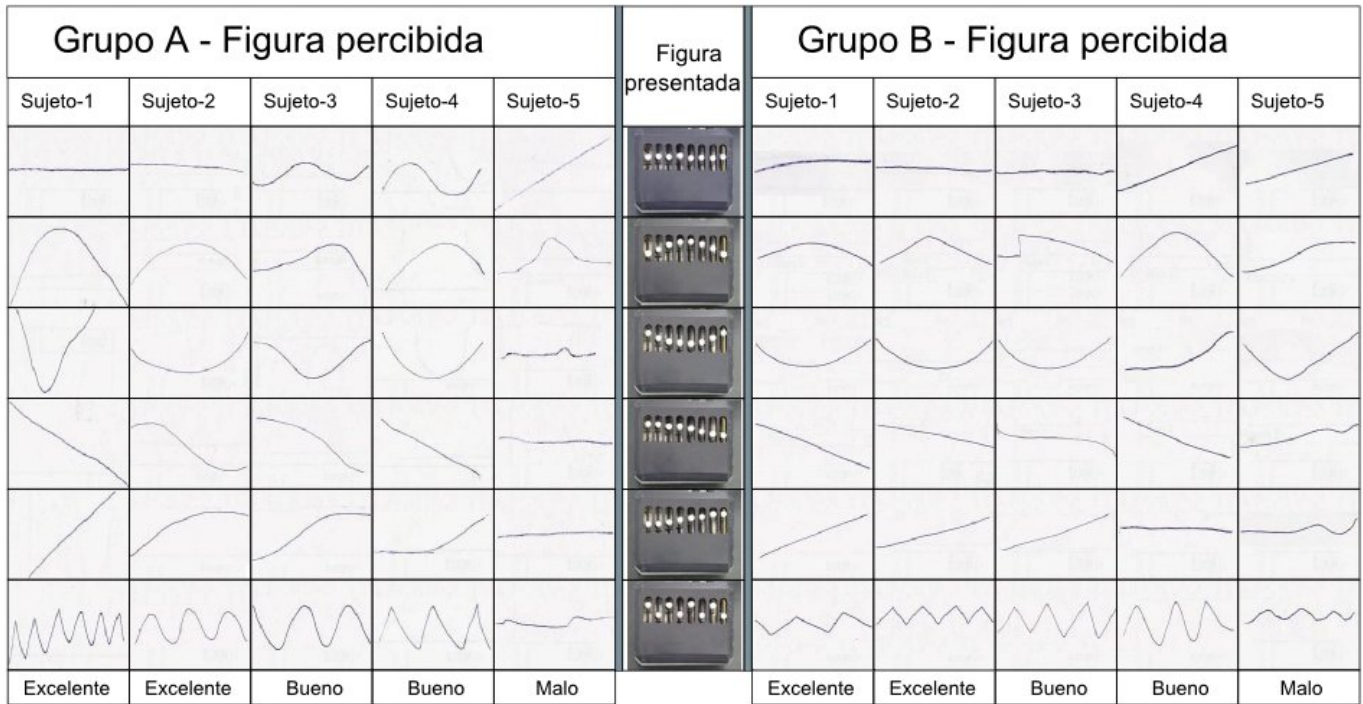 Grupo A - Figura percibida
Figura
presentada
Grupo B - Figura percibida
Sujeto-1
Sujeto-2
Sujeto-3
Sujeto-4
Sujeto-5
Sujeto-1
Sujeto-2
Sujeto-3
Sujeto-4
Sujeto-5
Excelente
Excelente
Bueno
Bueno
Malo
Excelente
Excelente
Bueno
Bueno
Malo